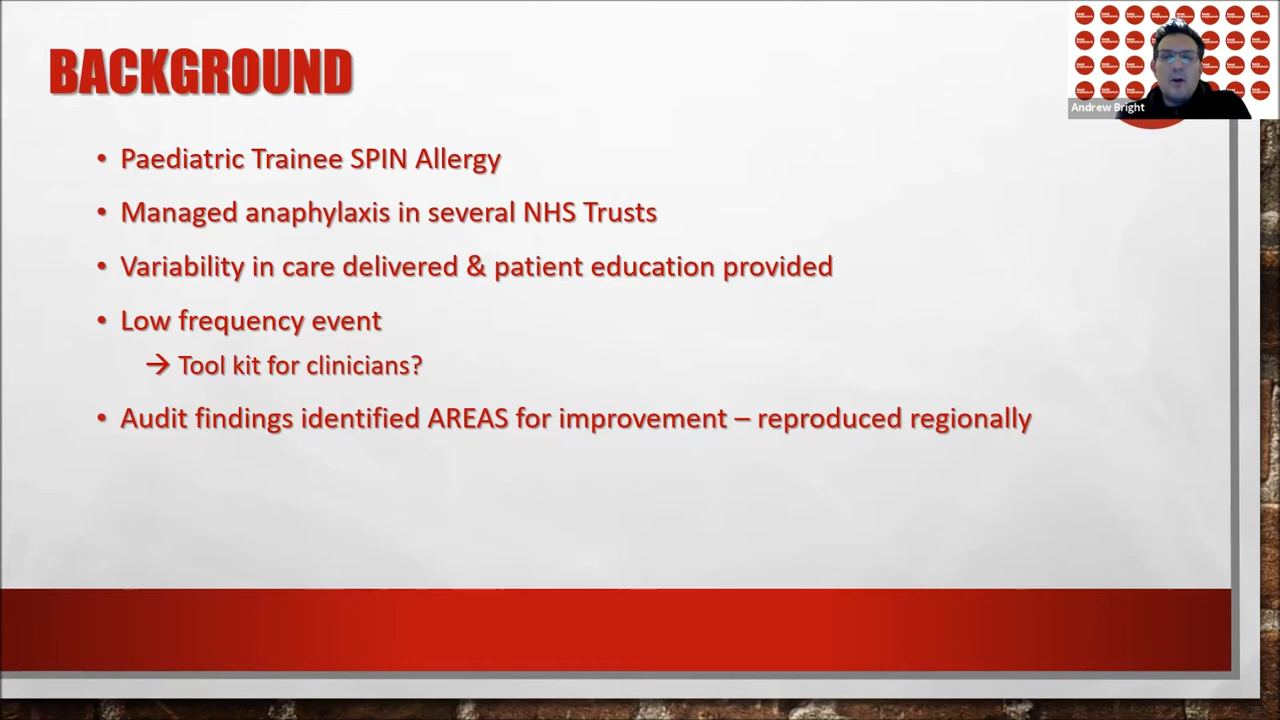 BACKGROUND
• Paediatric Trainee SPIN Allergy
• Managed anaphylaxis in several NHS Trusts
• Variability in care delivered & patient education provided
• Low frequency event
→ Tool kit for clinicians?
• Audit findings identified AREAS for improvement – reproduced regionally
Andrew Bright